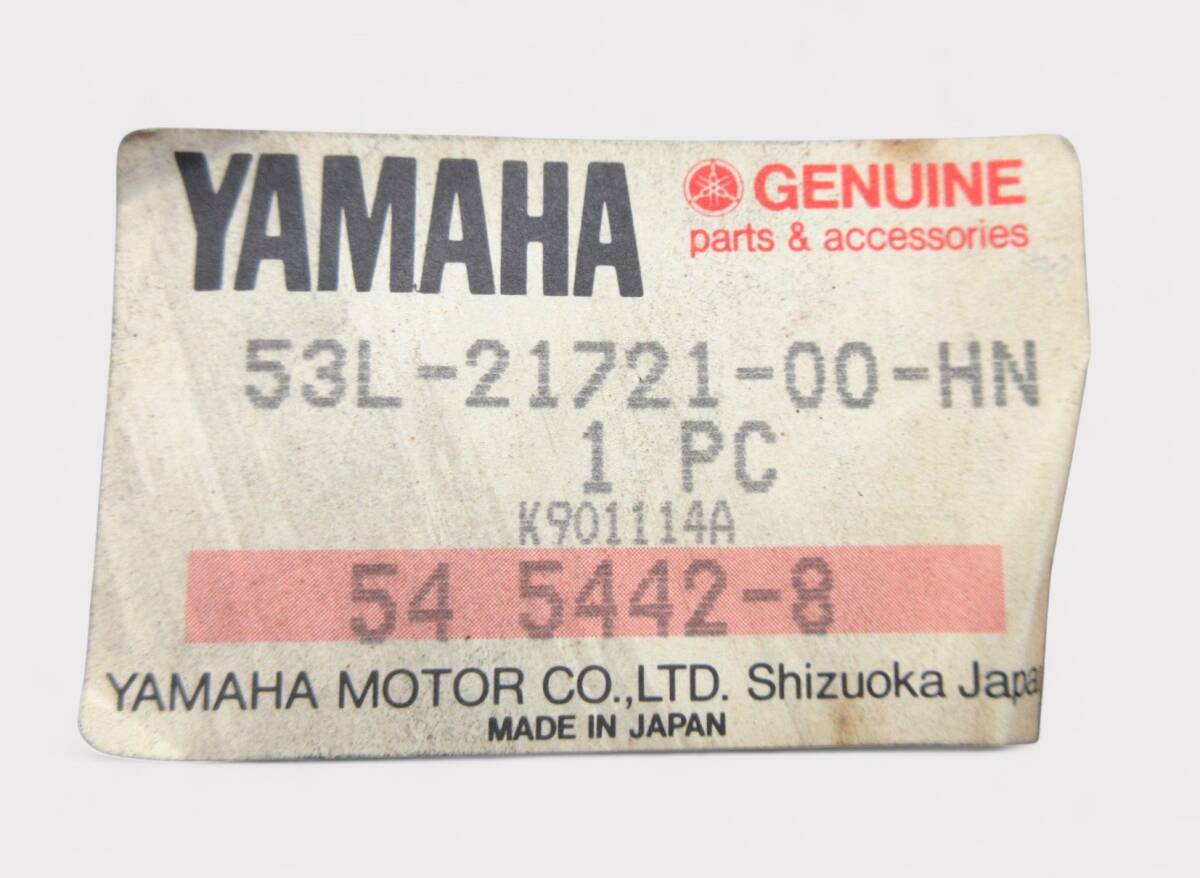 YAMAHA GENUINE
parts & accessories
53L-21721-00-HN
1 PC
K901114A
54 5442-8
YAMAHA MOTOR CO.,LTD. Shizuoka Japa
MADE IN JAPAN